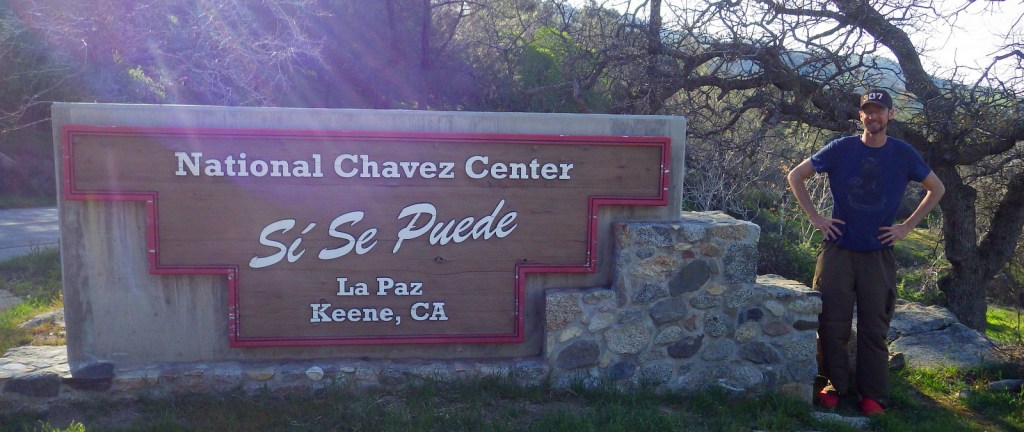 National Chavez Center
Sí Se Puede
La Paz
Keene, CA